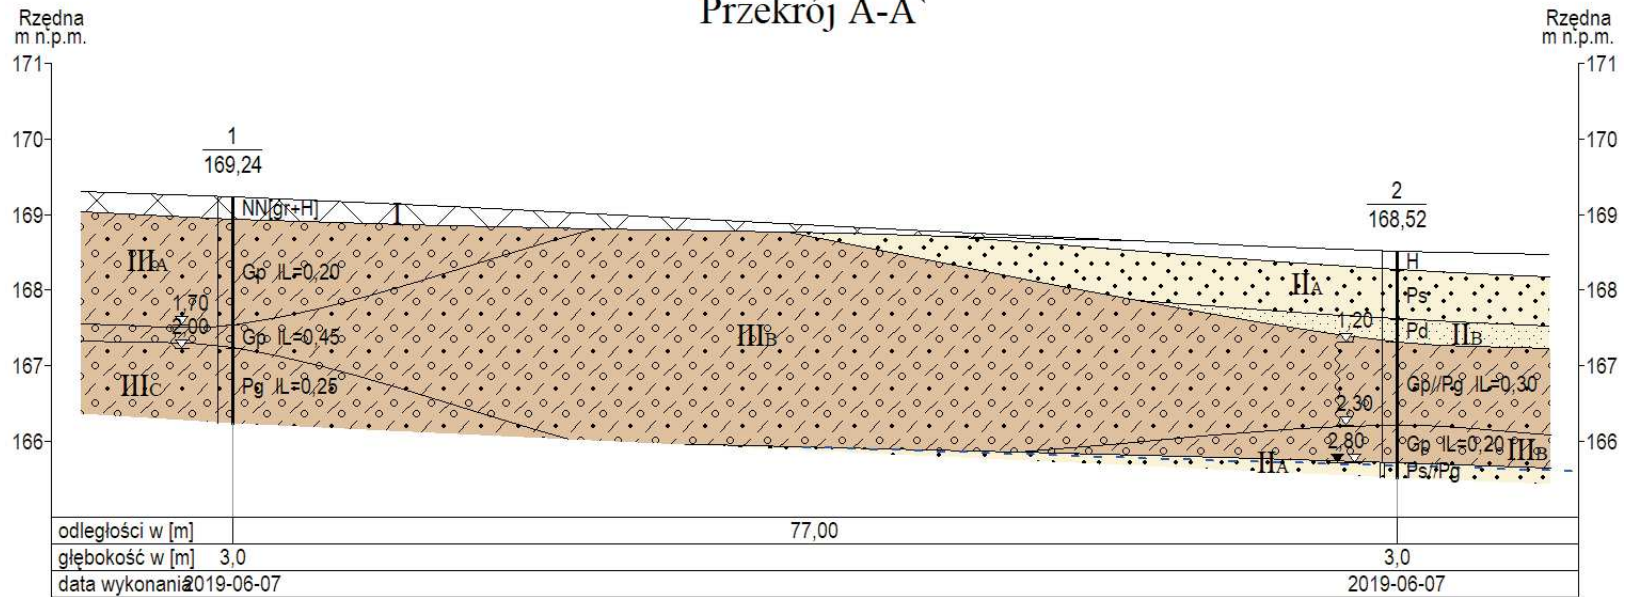 Przekrój A-A`
Rzędna
m n.p.m.
Rzędna
m n.p.m.
171
171
170
170
169
169
168
168
167
167
166
166
1
169,24
2
168,52
NN[gr+H]
I
H
IIIA
Gp IL=0,20
IIA
Ps
1,70
2,00
Gp IL=0,45
IIIB
1,20
Pd
IIB
IIIC
Pg IL=0,25
Gp//Pg IL=0,30
2,30
2,80
Gp IL=0,20
IIIB
IIA
Ps//Pg
odległości w [m]
77,00
głębokość w [m]
3,0
3,0
data wykonania
2019-06-07
2019-06-07